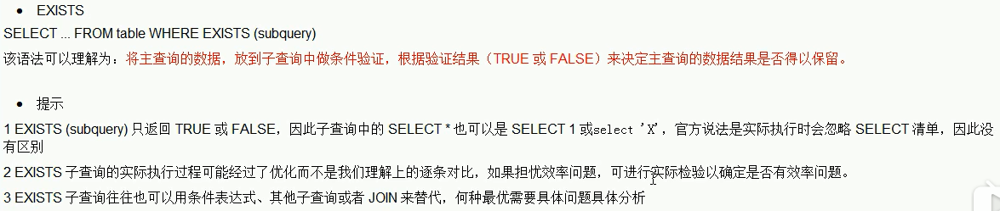 • EXISTS
SELECT ... FROM table WHERE EXISTS (subquery)
该语法可以理解为：将主查询的数据，放到子查询中做条件验证，根据验证结果（TRUE 或 FALSE）来决定主查询的数据结果是否得以保留。
• 提示
1 EXISTS (subquery) 只返回 TRUE 或 FALSE，因此子查询中的 SELECT * 也可以是 SELECT 1 或select 'X'，官方说法是实际执行时会忽略 SELECT 清单，因此没
有区别
2 EXISTS 子查询的实际执行过程可能经过了优化而不是我们理解上的逐条对比，如果担忧效率问题，可进行实际检验以确定是否有效率问题。
3 EXISTS 子查询往往也可以用条件表达式、其他子查询或者 JOIN 来替代，何种最优需要具体问题具体分析